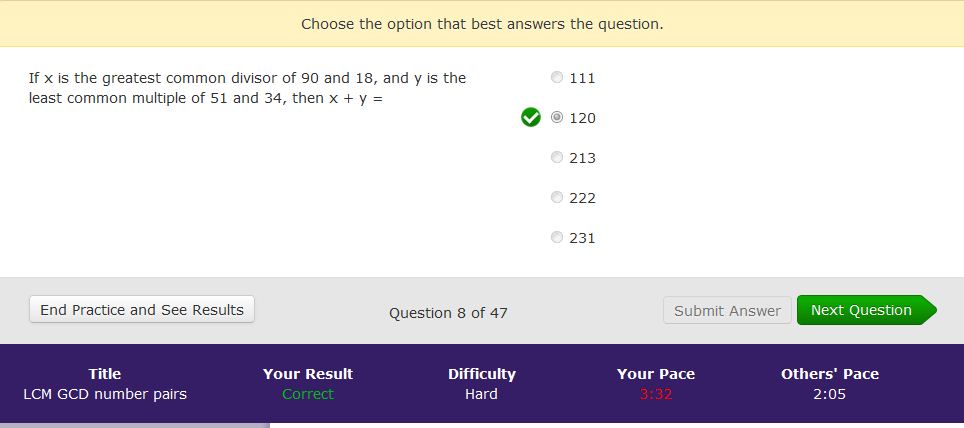 Choose the option that best answers the question.
If x is the greatest common divisor of 90 and 18, and y is the
least common multiple of 51 and 34, then x + y =
111
120
213
222
231
End Practice and See Results
Question 8 of 47
Submit Answer
Next Question
Title
LCM GCD number pairs
Your Result
Correct
Difficulty
Hard
Your Pace
3:32
Others' Pace
2:05